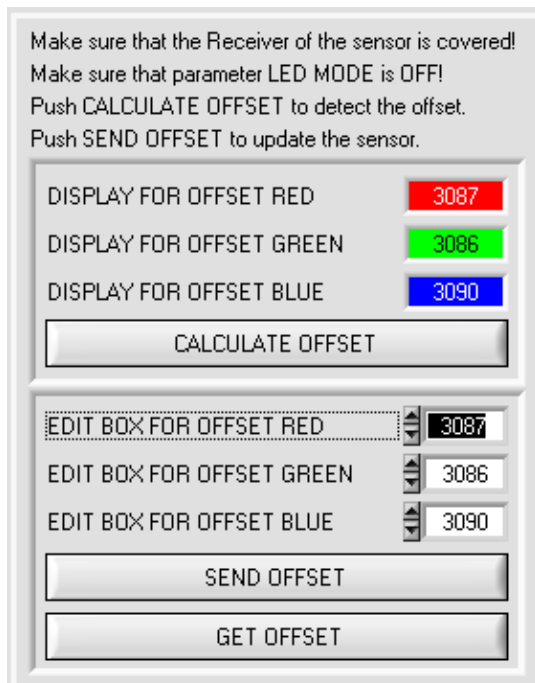 Make sure that the Receiver of the sensor is covered!
Make sure that parameter LED MODE is OFF!
Push CALCULATE OFFSET to detect the offset.
Push SEND OFFSET to update the sensor.
DISPLAY FOR OFFSET RED 3087
DISPLAY FOR OFFSET GREEN 3086
DISPLAY FOR OFFSET BLUE 3090
CALCULATE OFFSET
EDIT BOX FOR OFFSET RED 3087
EDIT BOX FOR OFFSET GREEN 3086
EDIT BOX FOR OFFSET BLUE 3090
SEND OFFSET
GET OFFSET